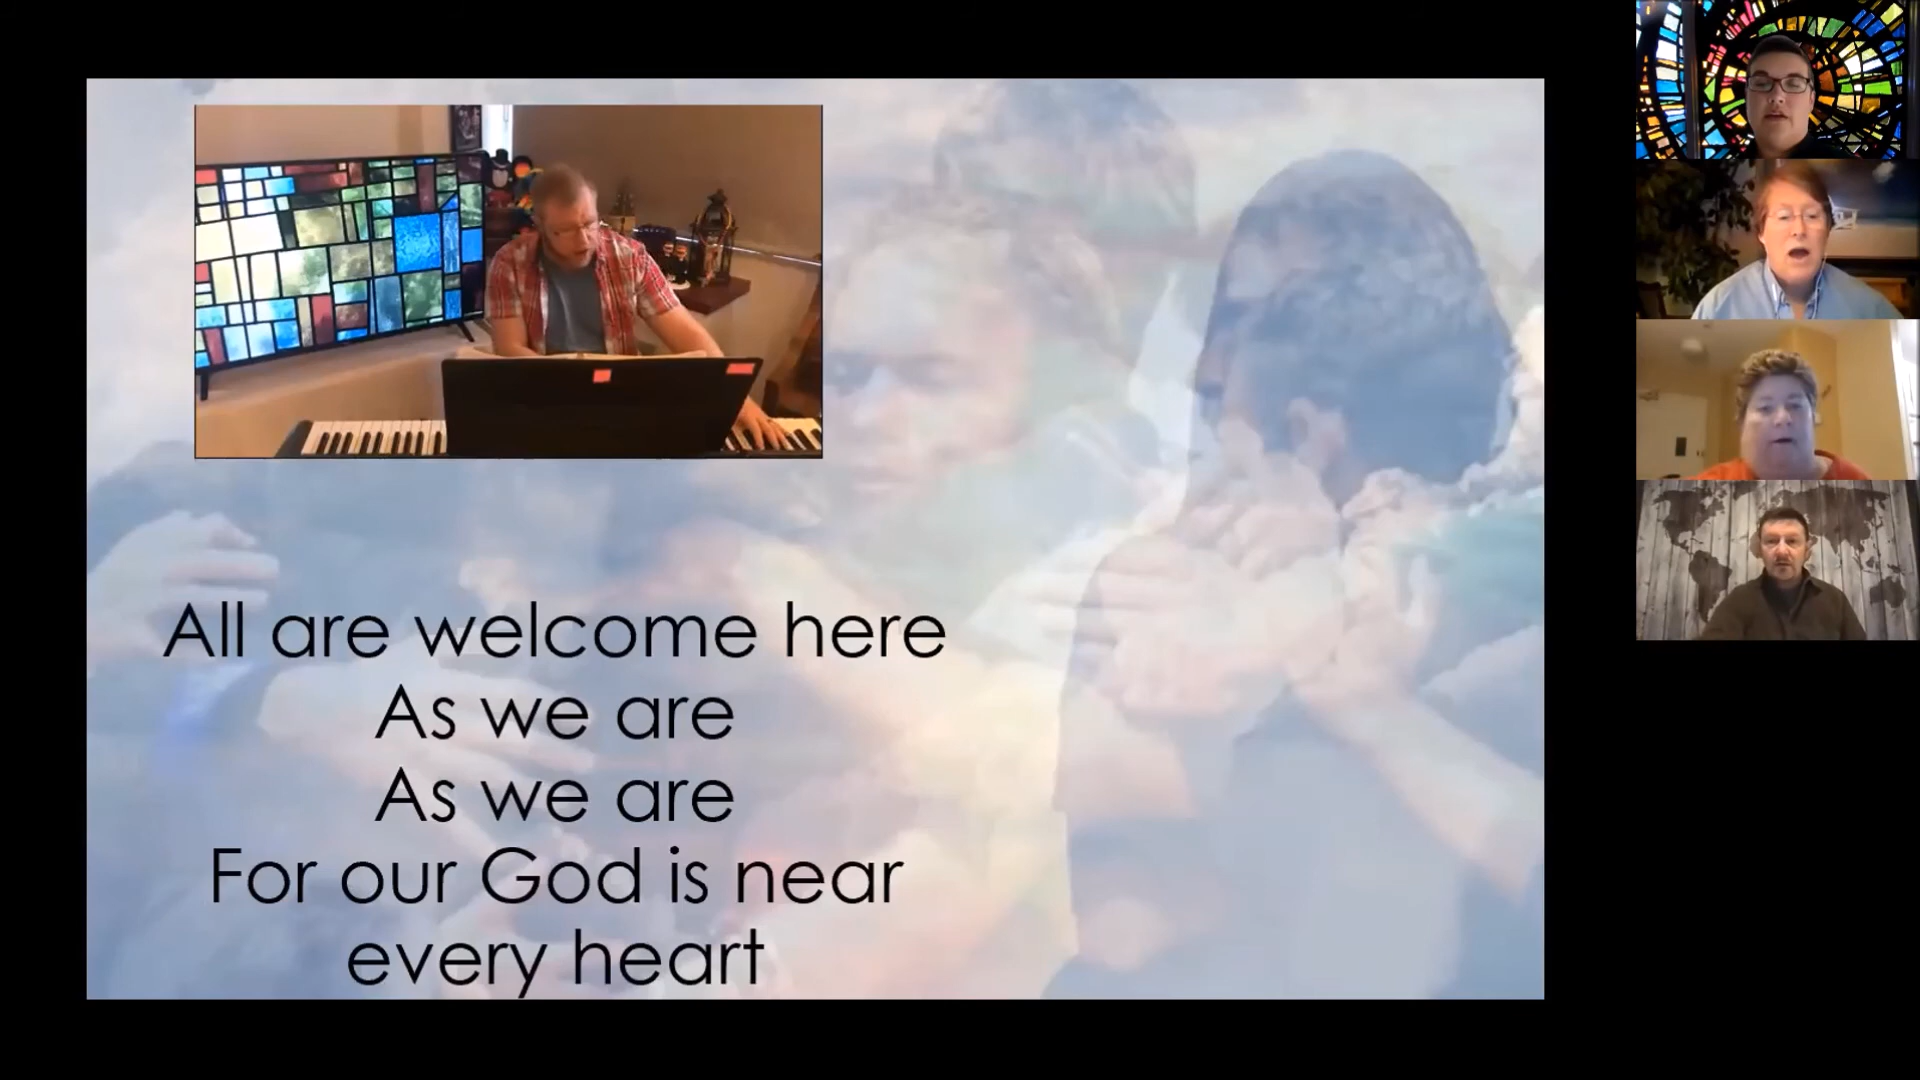 All are welcome here
As we are
As we are
For our God is near
every heart